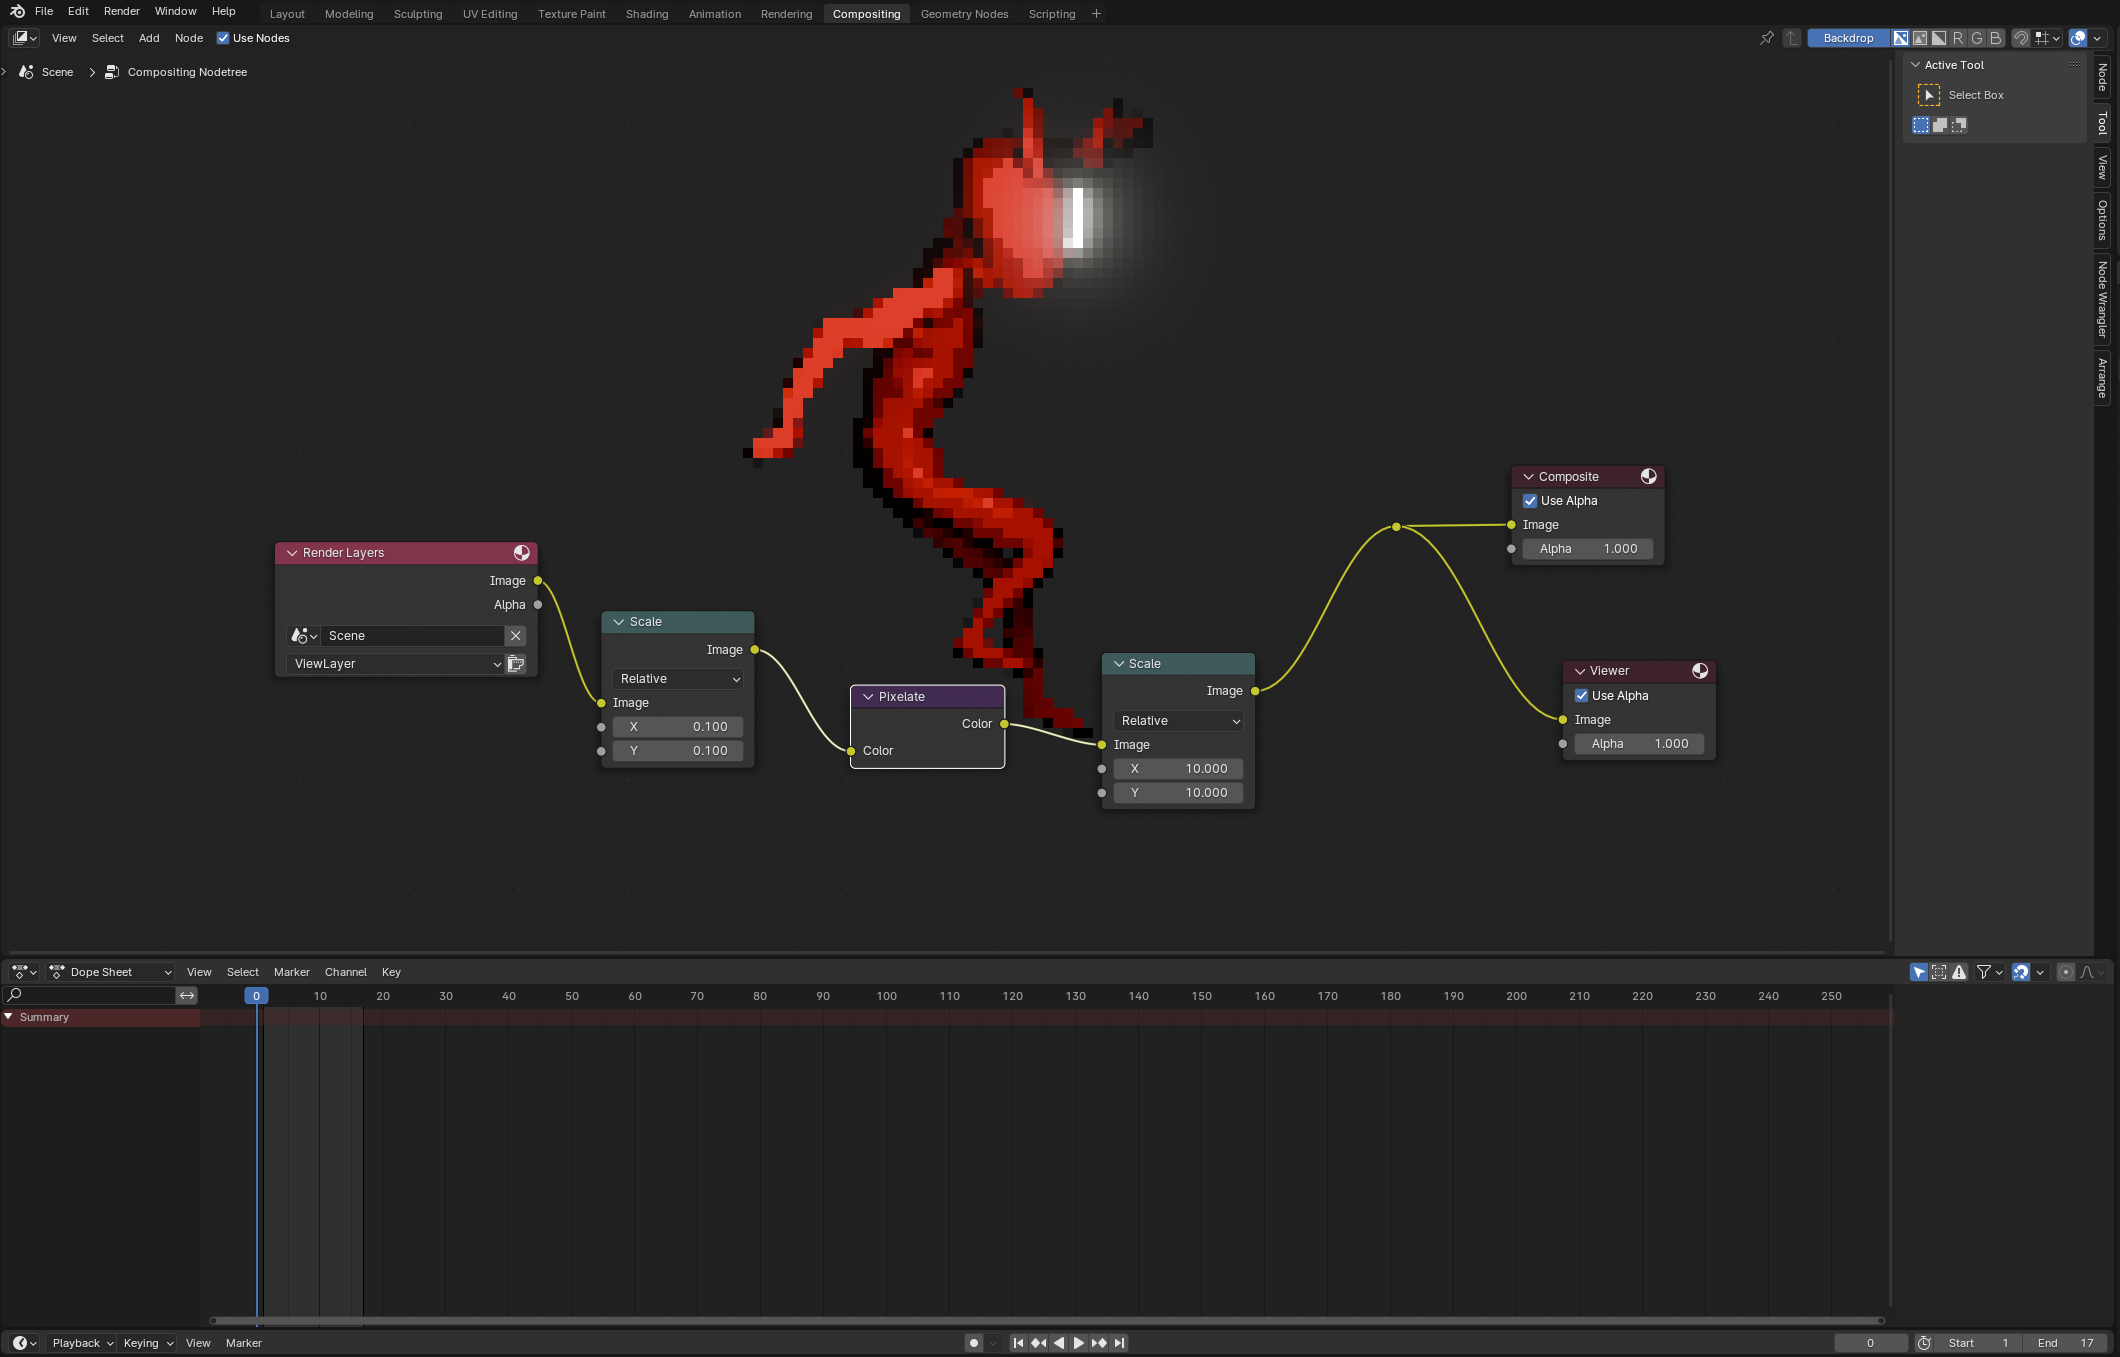 File Edit Render Window Help Layout Modeling Sculpting UV Editing Texture Paint Shading Animation Rendering Compositing Geometry Nodes Scripting +
View Select Add Node Use Nodes Backdrop R G B
Scene > Compositing Nodetree
Active Tool
Select Box
Node
Tool
View
Options
Node Wrangler
Arrange
Render Layers
Image
Alpha
Scene
ViewLayer
Scale
Image
Relative
Image
X 0.100
Y 0.100
Pixelate
Color
Color
Scale
Image
Relative
Image
X 10.000
Y 10.000
Composite
Use Alpha
Image
Alpha 1.000
Viewer
Use Alpha
Image
Alpha 1.000
Dope Sheet View Select Marker Channel Key
0 10 20 30 40 50 60 70 80 90 100 110 120 130 140 150 160 170 180 190 200 210 220 230 240 250
Summary
Playback Keying View Marker 0 Start 1 End 17